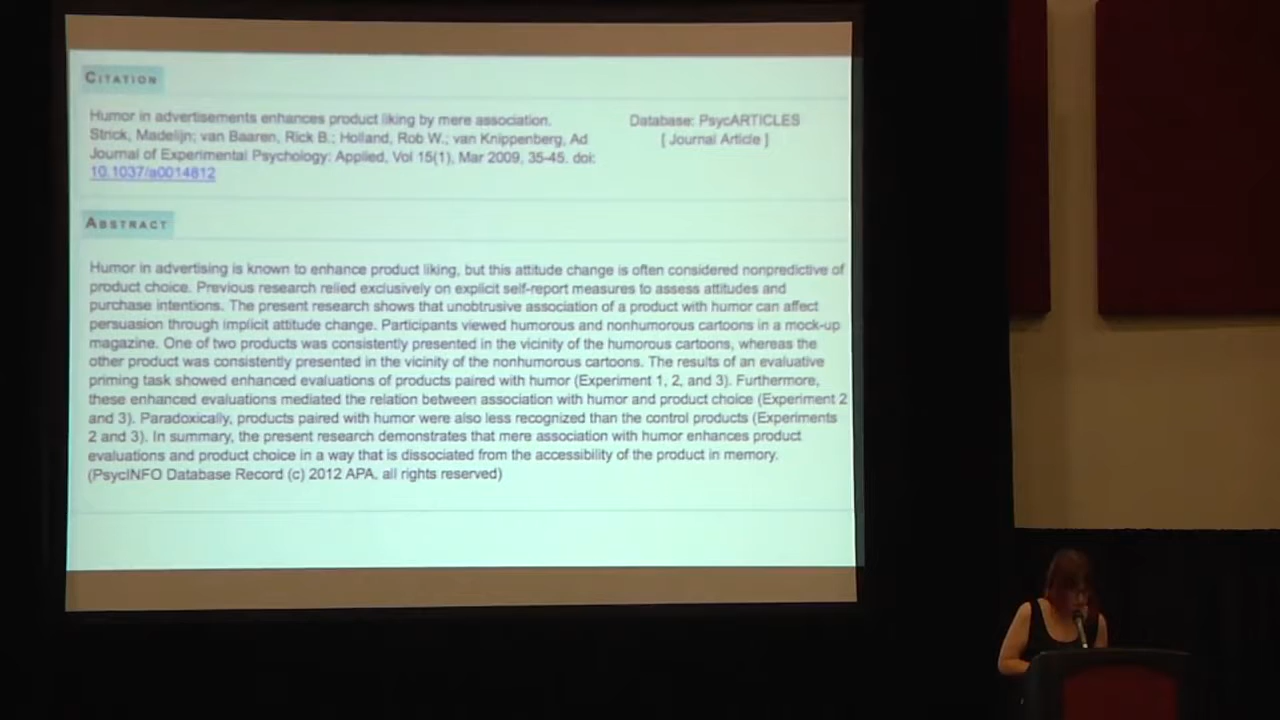 CITATION
Humor in advertisements enhances product liking by mere association.
Strick, Madelijn; van Baaren, Rick B.; Holland, Rob W.; van Knippenberg, Ad
Journal of Experimental Psychology: Applied, Vol 15(1), Mar 2009, 35-45. doi:
10.1037/a0014812
Database: PsycARTICLES
[ Journal Article ]
ABSTRACT
Humor in advertising is known to enhance product liking, but this attitude change is often considered nonpredictive of
product choice. Previous research relied exclusively on explicit self-report measures to assess attitudes and
purchase intentions. The present research shows that unobtrusive association of a product with humor can affect
persuasion through implicit attitude change. Participants viewed humorous and nonhumorous cartoons in a mock-up
magazine. One of two products was consistently presented in the vicinity of the humorous cartoons, whereas the
other product was consistently presented in the vicinity of the nonhumorous cartoons. The results of an evaluative
priming task showed enhanced evaluations of products paired with humor (Experiment 1, 2, and 3). Furthermore,
these enhanced evaluations mediated the relation between association with humor and product choice (Experiment 2
and 3). Paradoxically, products paired with humor were also less recognized than the control products (Experiments
2 and 3). In summary, the present research demonstrates that mere association with humor enhances product
evaluations and product choice in a way that is dissociated from the accessibility of the product in memory.
(PsycINFO Database Record (c) 2012 APA, all rights reserved)